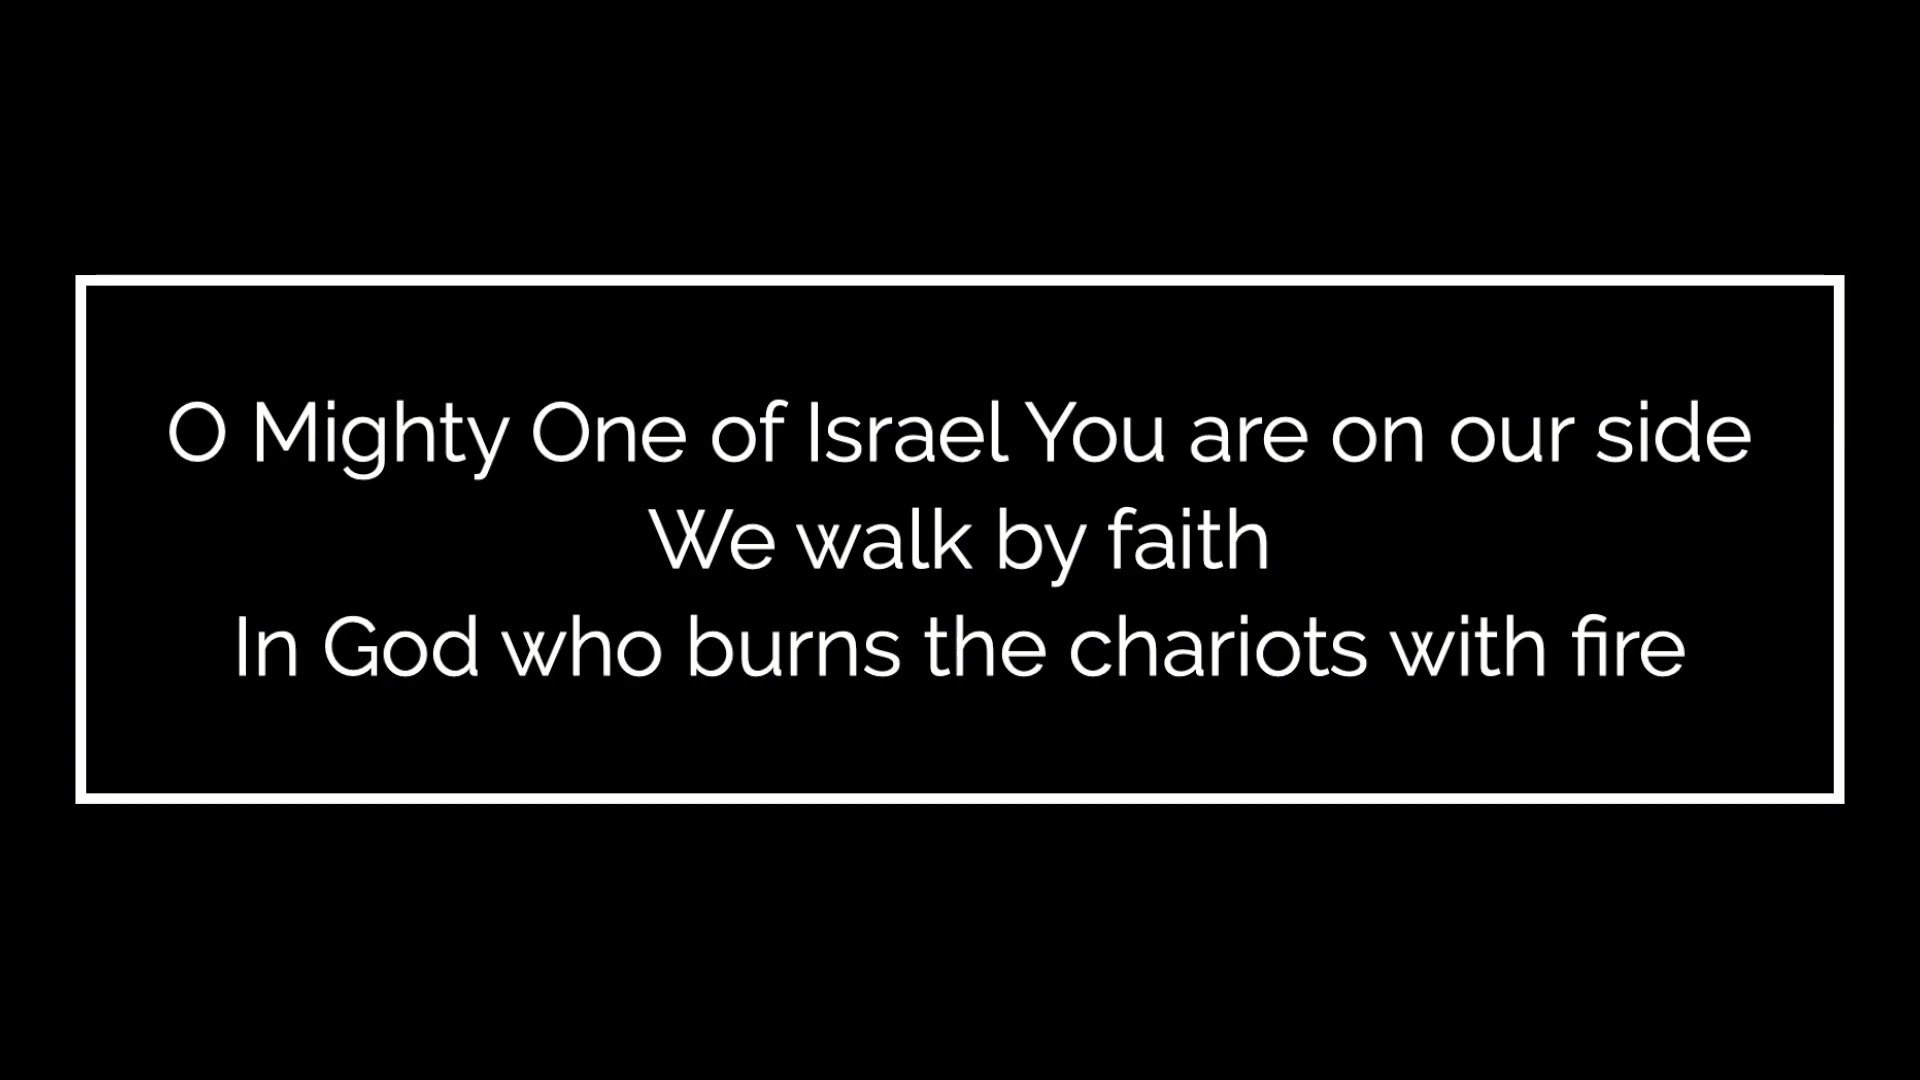 O Mighty One of Israel You are on our side
We walk by faith
In God who burns the chariots with fire